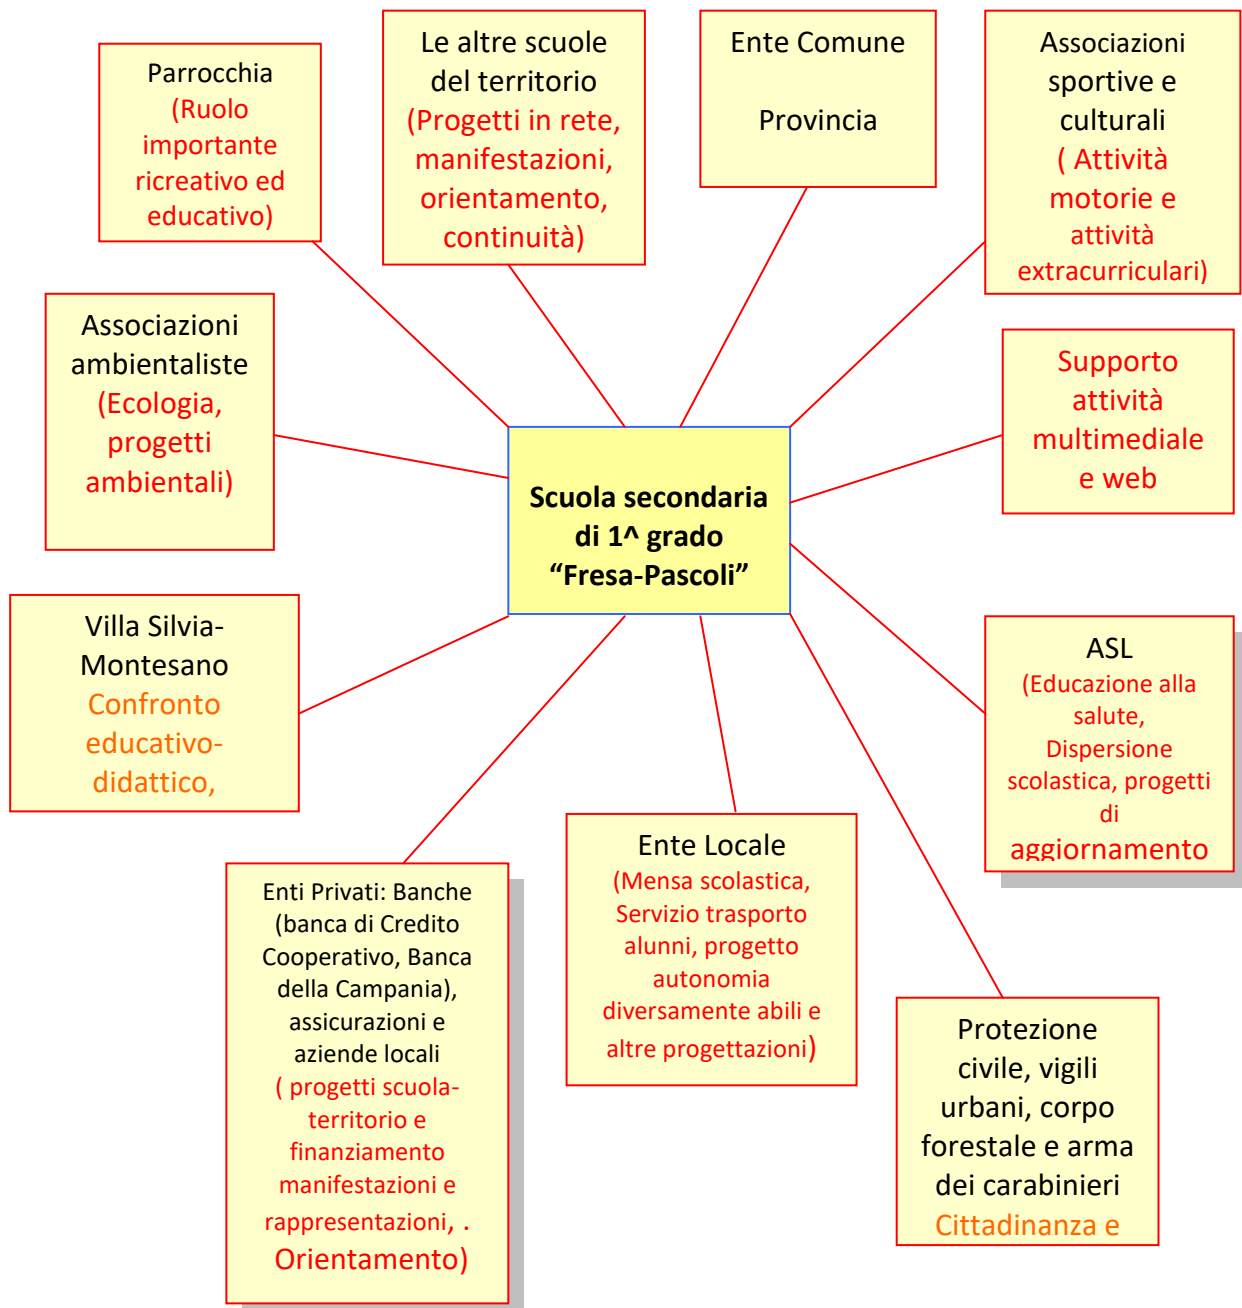 Parrocchia
(Ruolo
importante
ricreativo ed
educativo)
Le altre scuole
del territorio
(Progetti in rete,
manifestazioni,
orientamento,
continuità)
Ente Comune
Provincia
Associazioni
sportive e
culturali
( Attività
motorie e
attività
extracurriculari)
Associazioni
ambientaliste
(Ecologia,
progetti
ambientali)
Supporto
attività
multimediale
e web
Scuola secondaria
di 1^ grado
“Fresa-Pascoli”
Villa Silvia-
Montesano
Confronto
educativo-
didattico,
ASL
(Educazione alla
salute,
Dispersione
scolastica, progetti
di
aggiornamento
Enti Privati: Banche
(banca di Credito
Cooperativo, Banca
della Campania),
assicurazioni e
aziende locali
( progetti scuola-
territorio e
finanziamento
manifestazioni e
rappresentazioni, .
Orientamento)
Ente Locale
(Mensa scolastica,
Servizio trasporto
alunni, progetto
autonomia
diversamente abili e
altre progettazioni)
Protezione
civile, vigili
urbani, corpo
forestale e arma
dei carabinieri
Cittadinanza e